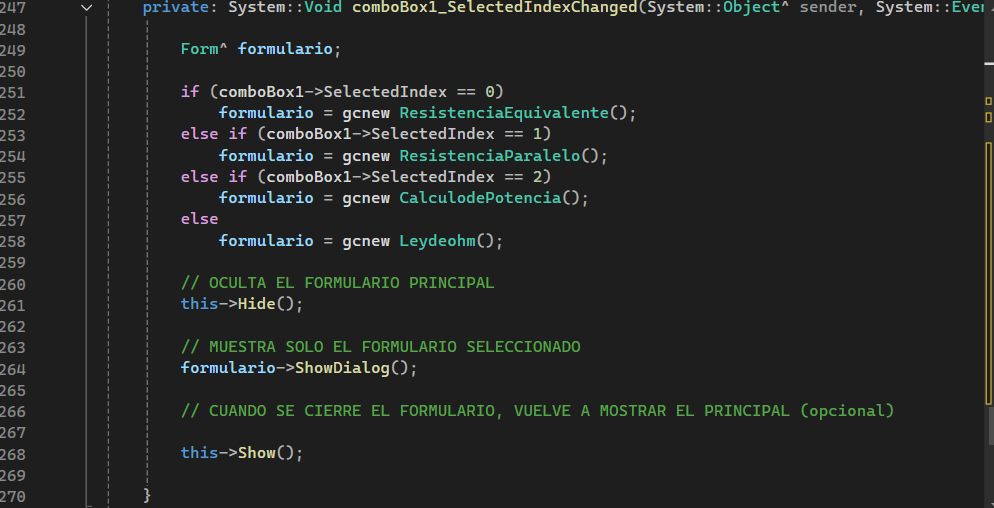 247 private: System::Void comboBox1_SelectedIndexChanged(System::Object^ sender, System::Even
248
249 Form^ formulario;
250
251 if (comboBox1->SelectedIndex == 0)
252 formulario = gcnew ResistenciaEquivalente();
253 else if (comboBox1->SelectedIndex == 1)
254 formulario = gcnew ResistenciaParalelo();
255 else if (comboBox1->SelectedIndex == 2)
256 formulario = gcnew CalculodePotencia();
257 else
258 formulario = gcnew Leydeohm();
259
260 // OCULTA EL FORMULARIO PRINCIPAL
261 this->Hide();
262
263 // MUESTRA SOLO EL FORMULARIO SELECCIONADO
264 formulario->ShowDialog();
265
266 // CUANDO SE CIERRE EL FORMULARIO, VUELVE A MOSTRAR EL PRINCIPAL (opcional)
267
268 this->Show();
269
270 }